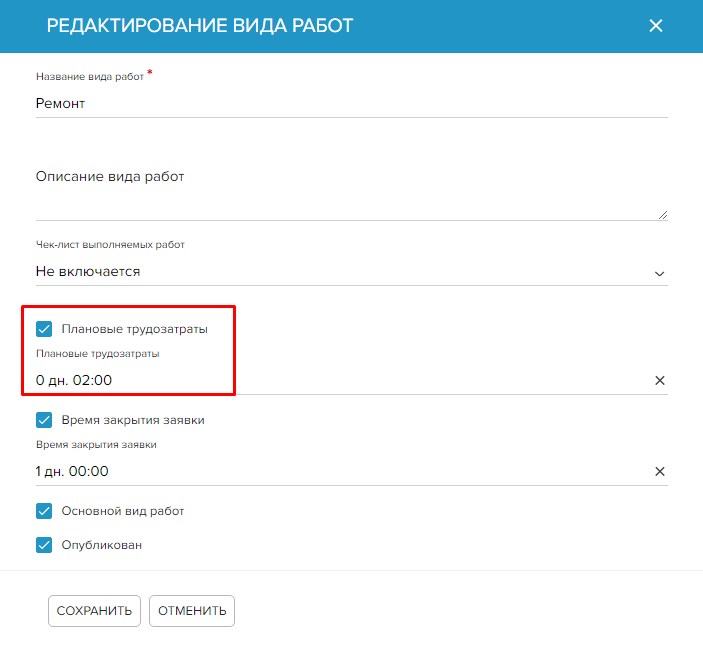 РЕДАКТИРОВАНИЕ ВИДА РАБОТ
Название вида работ *
Ремонт
Описание вида работ
Чек-лист выполняемых работ
Не включается
Плановые трудозатраты
Плановые трудозатраты
0 дн. 02:00
Время закрытия заявки
Время закрытия заявки
1 дн. 00:00
Основной вид работ
Опубликован
СОХРАНИТЬ ОТМЕНИТЬ